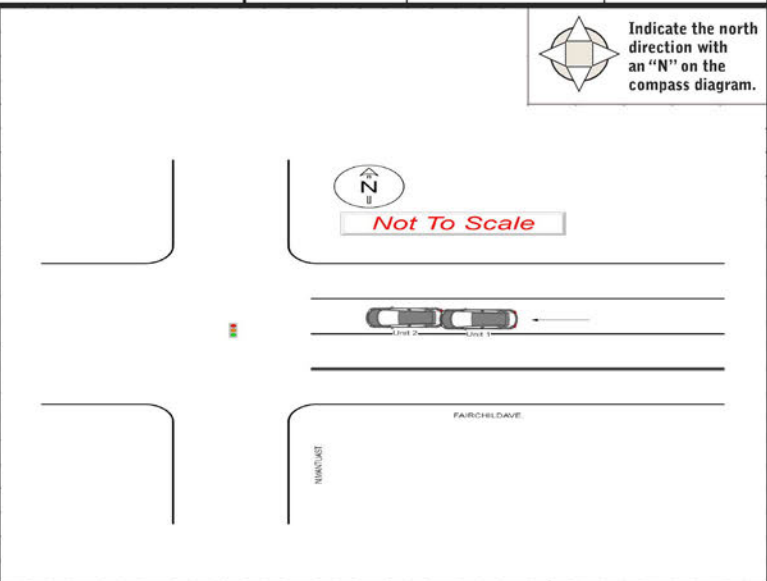 Indicate the north
direction with
an “N” on the
compass diagram.
N
Not To Scale
Unit 2
Unit 1
FAIRCHILDAVE.